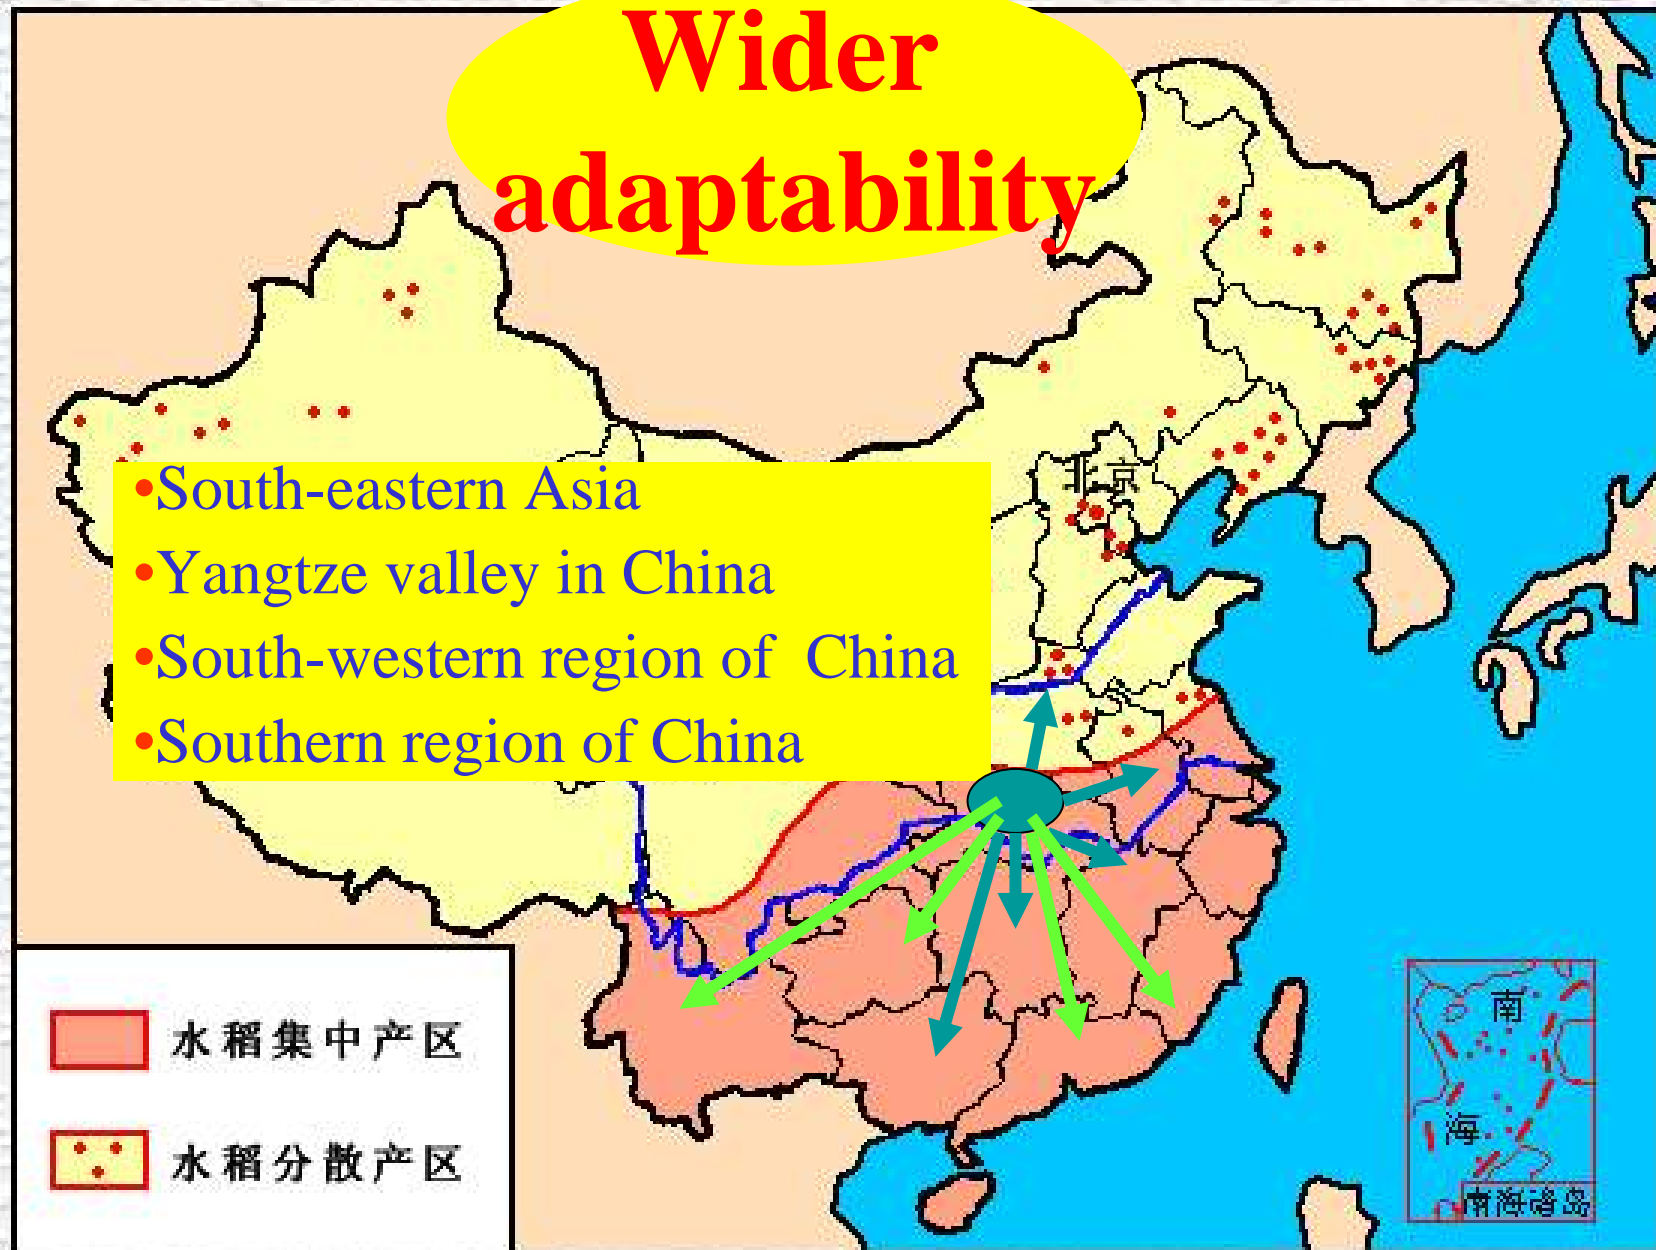 Wider
adaptability
北京
•South-eastern Asia
•Yangtze valley in China
•South-western region of China
•Southern region of China
水稻集中产区
水稻分散产区
南
海
南海诸岛